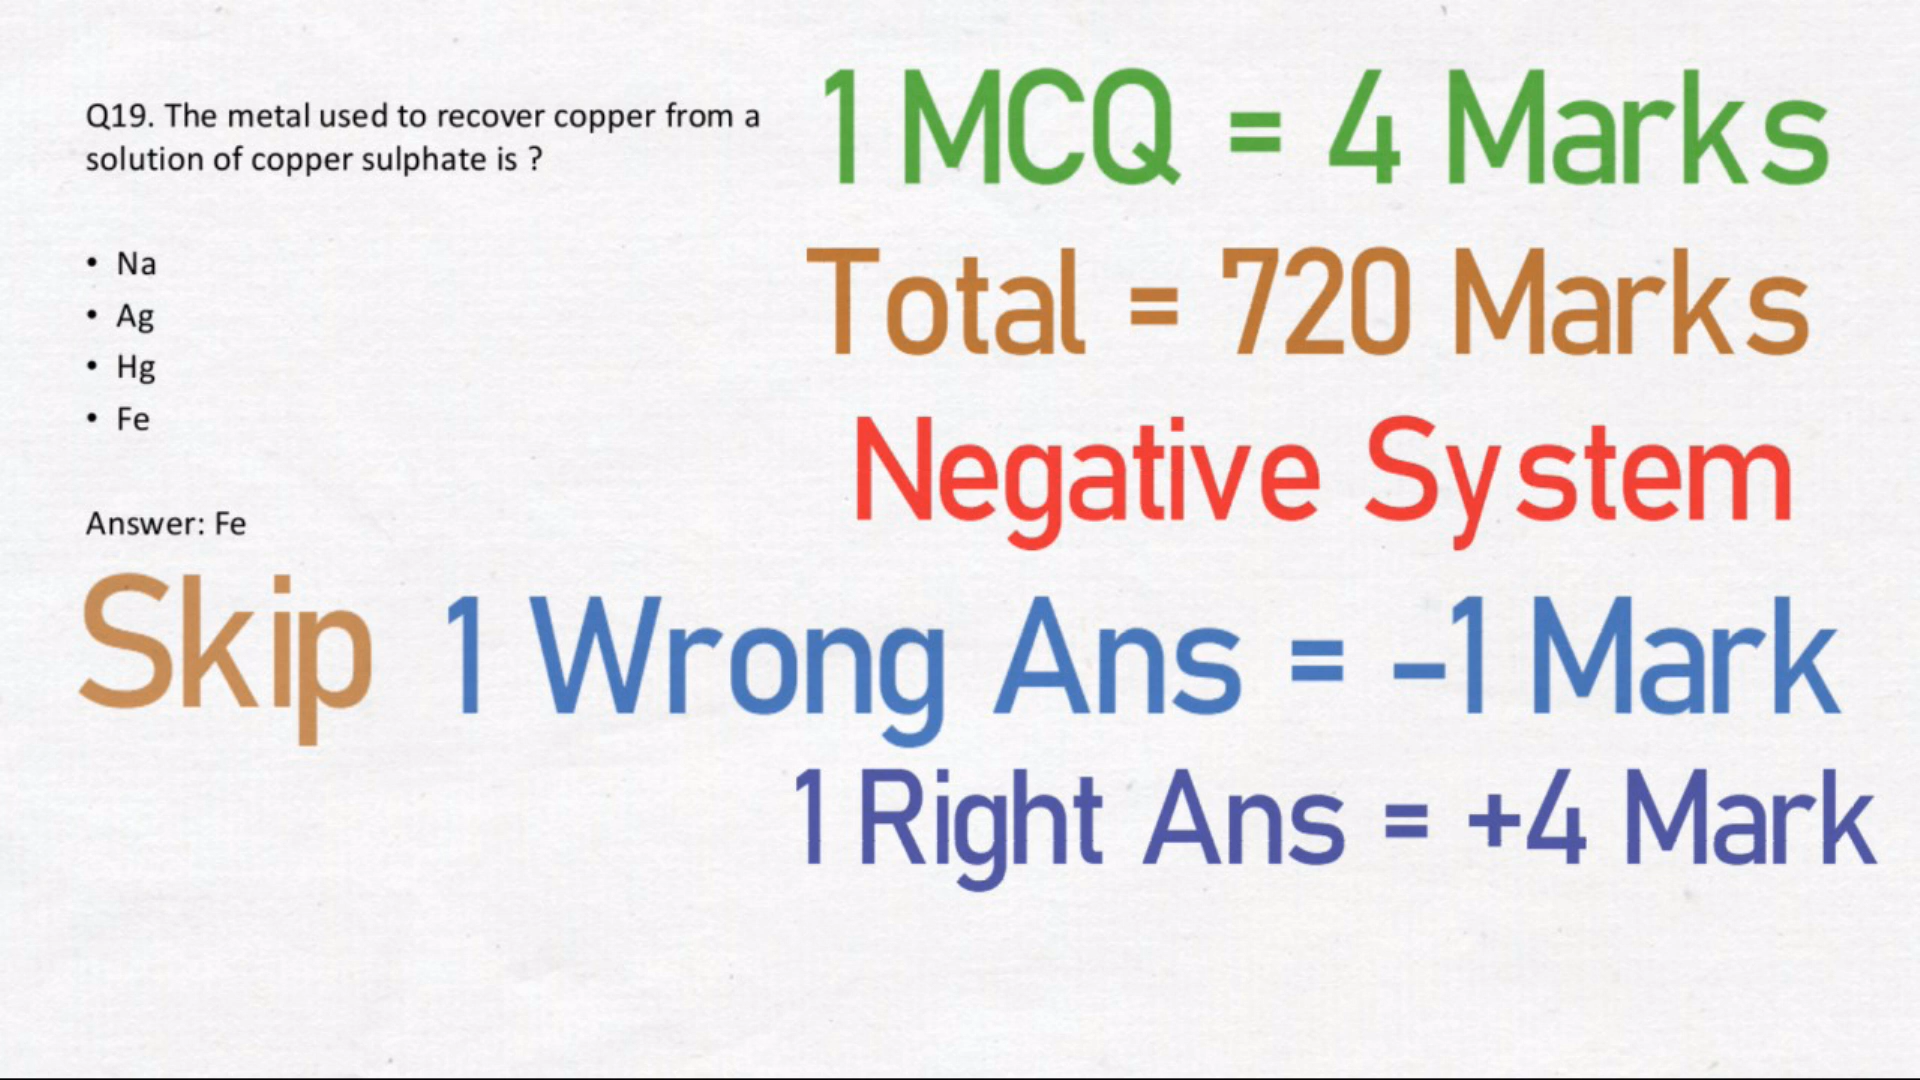 Q19. The metal used to recover copper from a
solution of copper sulphate is ?
• Na
• Ag
• Hg
• Fe
Answer: Fe
1 MCQ = 4 Marks
Total = 720 Marks
Negative System
Skip
1 Wrong Ans = -1 Mark
1 Right Ans = +4 Mark